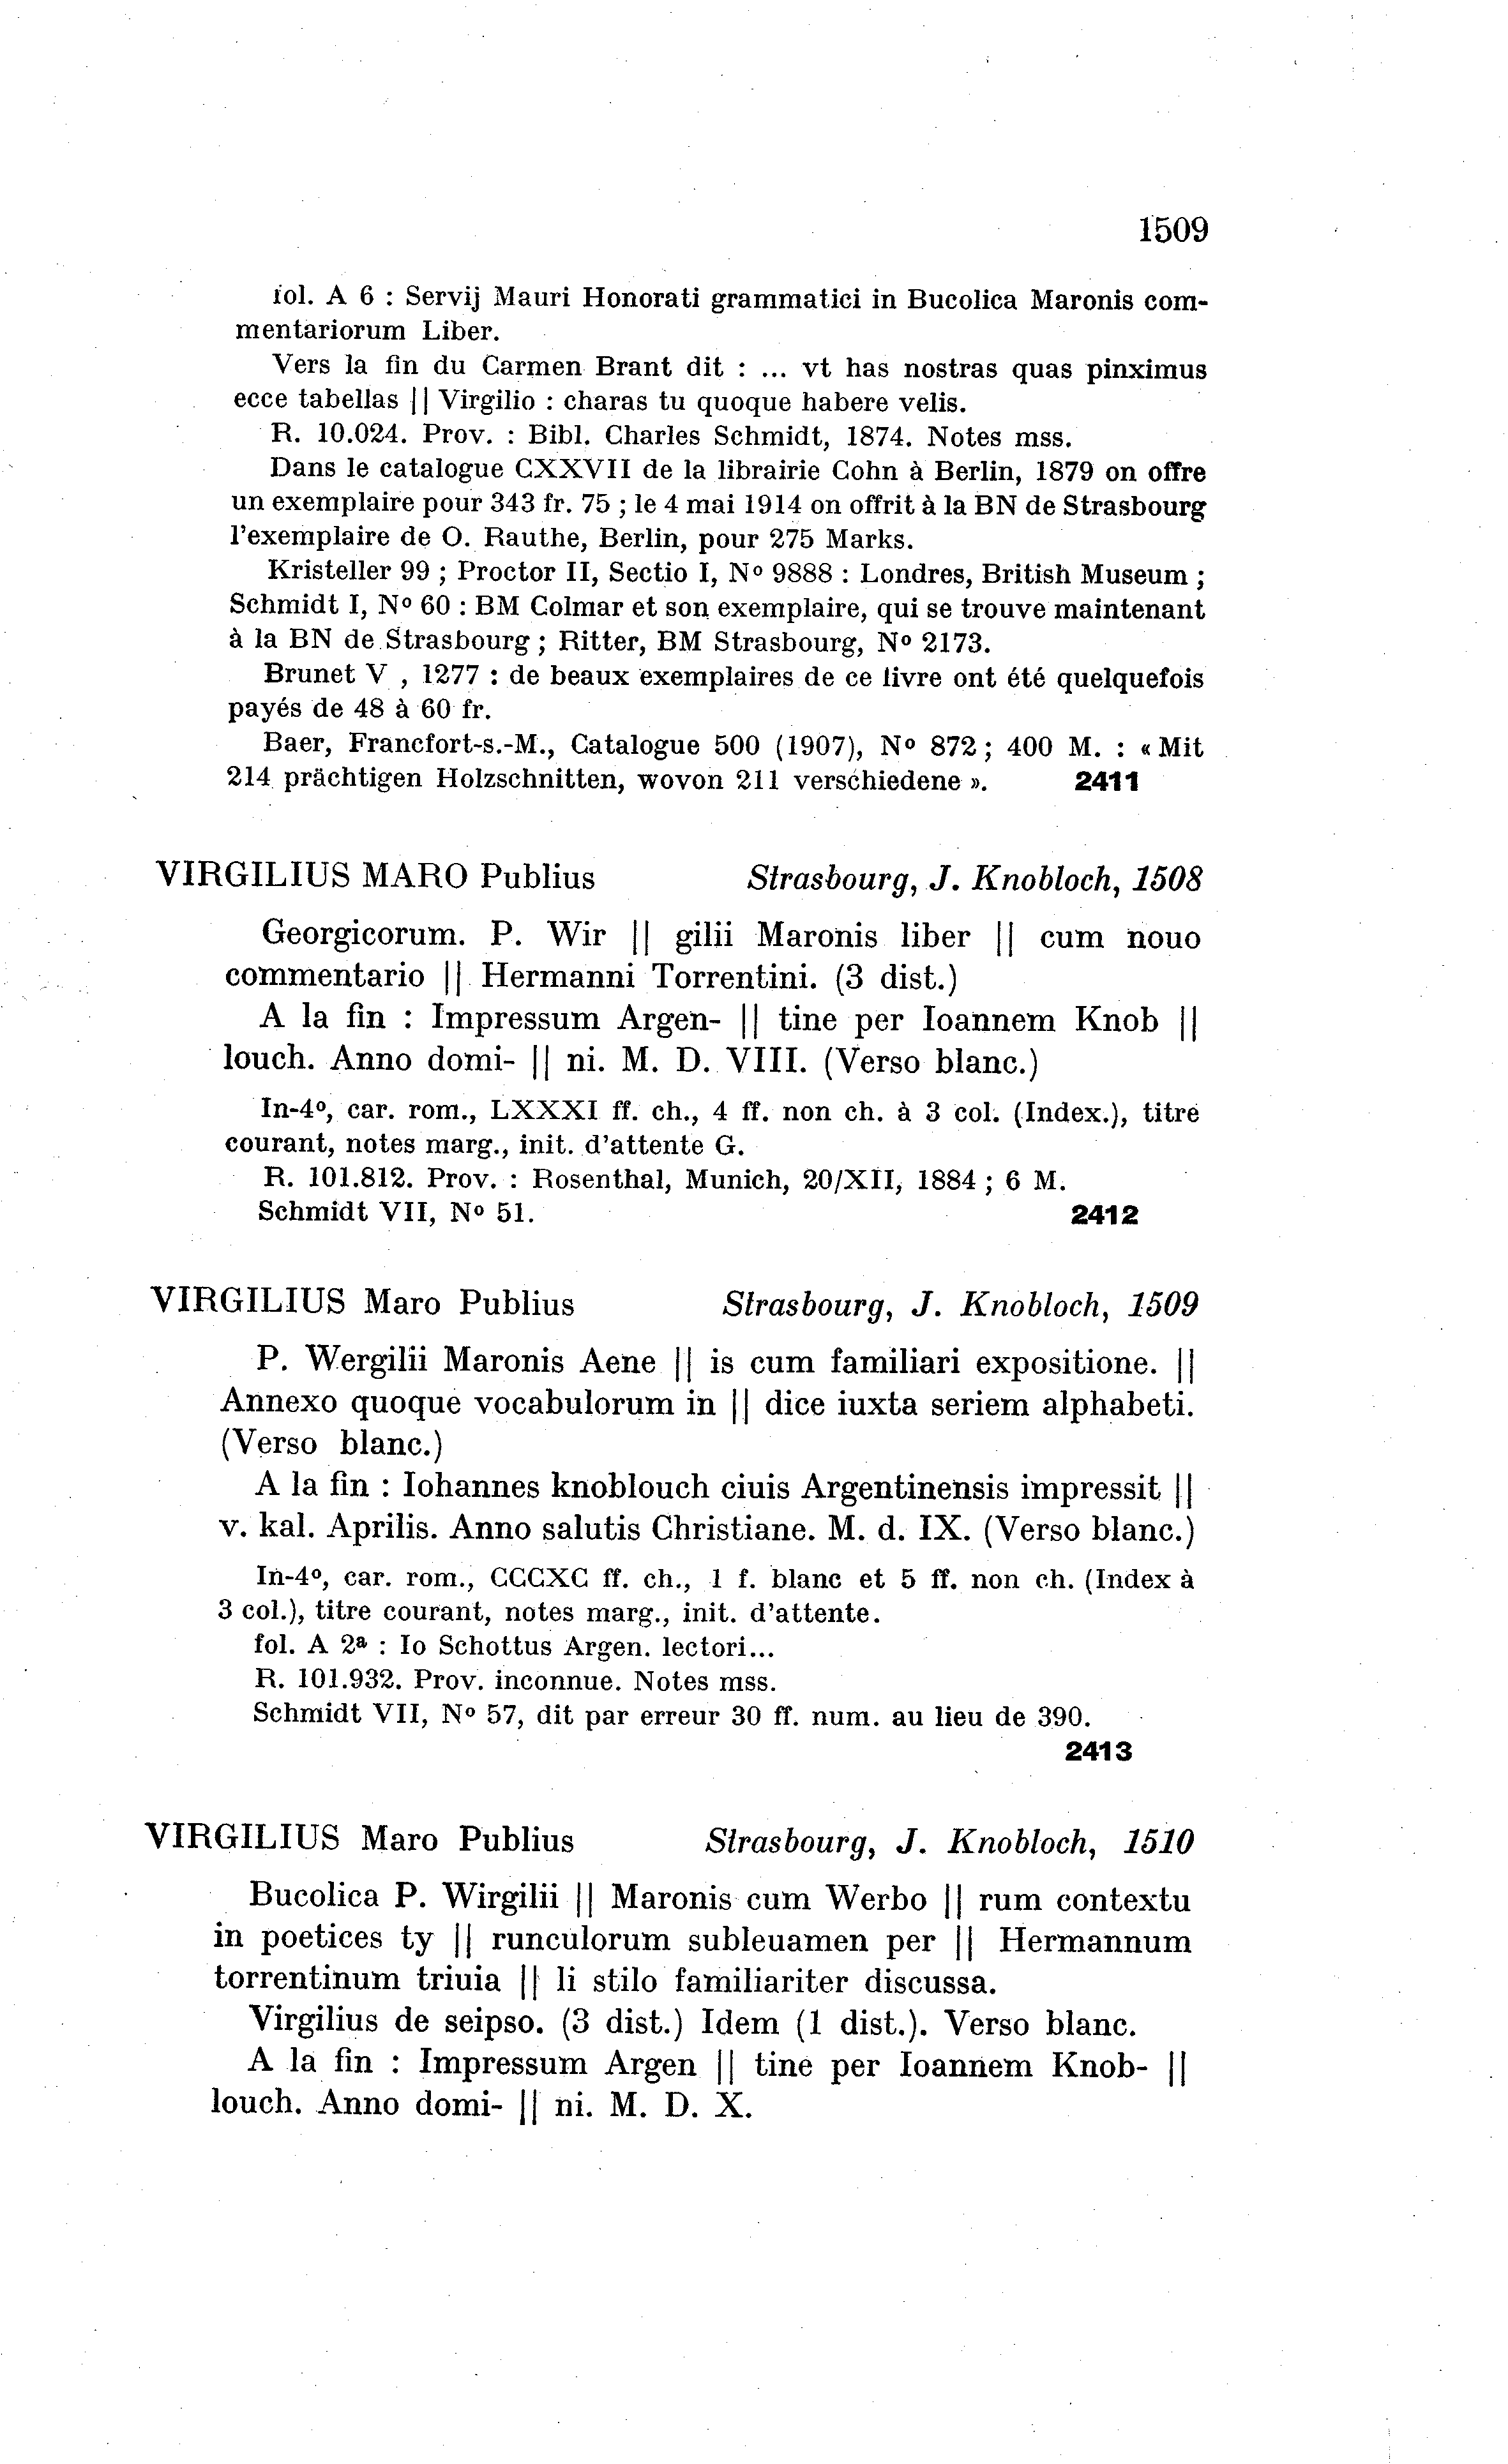 1509
fol. A 6 : Servij Mauri Honorati grammatici in Bucolica Maronis com-
mentariorum Liber.
Vers la fin du Carmen Brant dit : ... vt has nostras quas pinximus
ecce tabellas || Virgilio : charas tu quoque habere velis.
R. 10.024. Prov. : Bibl. Charles Schmidt, 1874. Notes mss.
Dans le catalogue CXXVII de la librairie Cohn à Berlin, 1879 on offre
un exemplaire pour 343 fr. 75 ; le 4 mai 1914 on offrit à la BN de Strasbourg
l'exemplaire de O. Rauthe, Berlin, pour 275 Marks.
Kristeller 99 ; Proctor II, Sectio I, Nº 9888 : Londres, British Museum ;
Schmidt I, Nº 60 : BM Colmar et son exemplaire, qui se trouve maintenant
à la BN de Strasbourg ; Ritter, BM Strasbourg, Nº 2173.
Brunet V , 1277 : de beaux exemplaires de ce livre ont été quelquefois
payés de 48 à 60 fr.
Baer, Francfort-s.-M., Catalogue 500 (1907), Nº 872 ; 400 M. : « Mit
214 prächtigen Holzschnitten, wovon 211 verschiedene ». 2411
VIRGILIUS MARO Publius Strasbourg, J. Knobloch, 1508
Georgicorum. P. Wir || gilii Maronis liber || cum nouo
commentario || Hermanni Torrentini. (3 dist.)
A la fin : Impressum Argen- || tine per Ioannem Knob ||
louch. Anno domi- || ni. M. D. VIII. (Verso blanc.)
In-4º, car. rom., LXXXI ff. ch., 4 ff. non ch. à 3 col. (Index.), titre
courant, notes marg., init. d'attente G.
R. 101.812. Prov. : Rosenthal, Munich, 20/XII, 1884 ; 6 M.
Schmidt VII, Nº 51. 2412
VIRGILIUS Maro Publius Strasbourg, J. Knobloch, 1509
P. Wergilii Maronis Aene || is cum familiari expositione. ||
Annexo quoque vocabulorum in || dice iuxta seriem alphabeti.
(Verso blanc.)
A la fin : Iohannes knoblouch ciuis Argentinensis impressit ||
v. kal. Aprilis. Anno salutis Christiane. M. d. IX. (Verso blanc.)
In-4º, car. rom., CCCXC ff. ch., 1 f. blanc et 5 ff. non ch. (Index à
3 col.), titre courant, notes marg., init. d'attente.
fol. A 2ª : Io Schottus Argen. lectori...
R. 101.932. Prov. inconnue. Notes mss.
Schmidt VII, Nº 57, dit par erreur 30 ff. num. au lieu de 390.
2413
VIRGILIUS Maro Publius Strasbourg, J. Knobloch, 1510
Bucolica P. Wirgilii || Maronis cum Werbo || rum contextu
in poetices ty || runculorum subleuamen per || Hermannum
torrentinum triuia || li stilo familiariter discussa.
Virgilius de seipso. (3 dist.) Idem (1 dist.). Verso blanc.
A la fin : Impressum Argen || tine per Ioannem Knob- ||
louch. Anno domi- || ni. M. D. X.